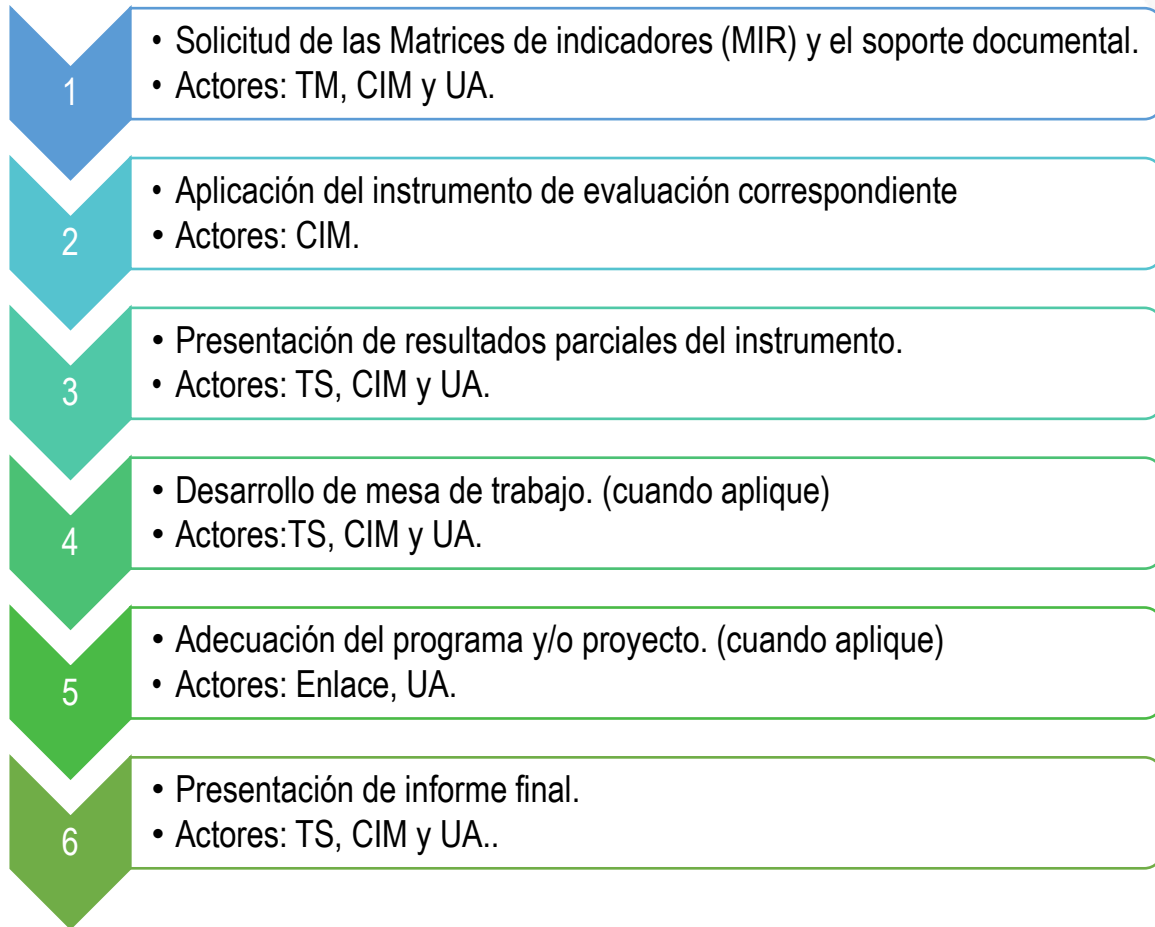 1
• Solicitud de las Matrices de indicadores (MIR) y el soporte documental.
• Actores: TM, CIM y UA.
2
• Aplicación del instrumento de evaluación correspondiente
• Actores: CIM.
3
• Presentación de resultados parciales del instrumento.
• Actores: TS, CIM y UA.
4
• Desarrollo de mesa de trabajo. (cuando aplique)
• Actores:TS, CIM y UA.
5
• Adecuación del programa y/o proyecto. (cuando aplique)
• Actores: Enlace, UA.
6
• Presentación de informe final.
• Actores: TS, CIM y UA..